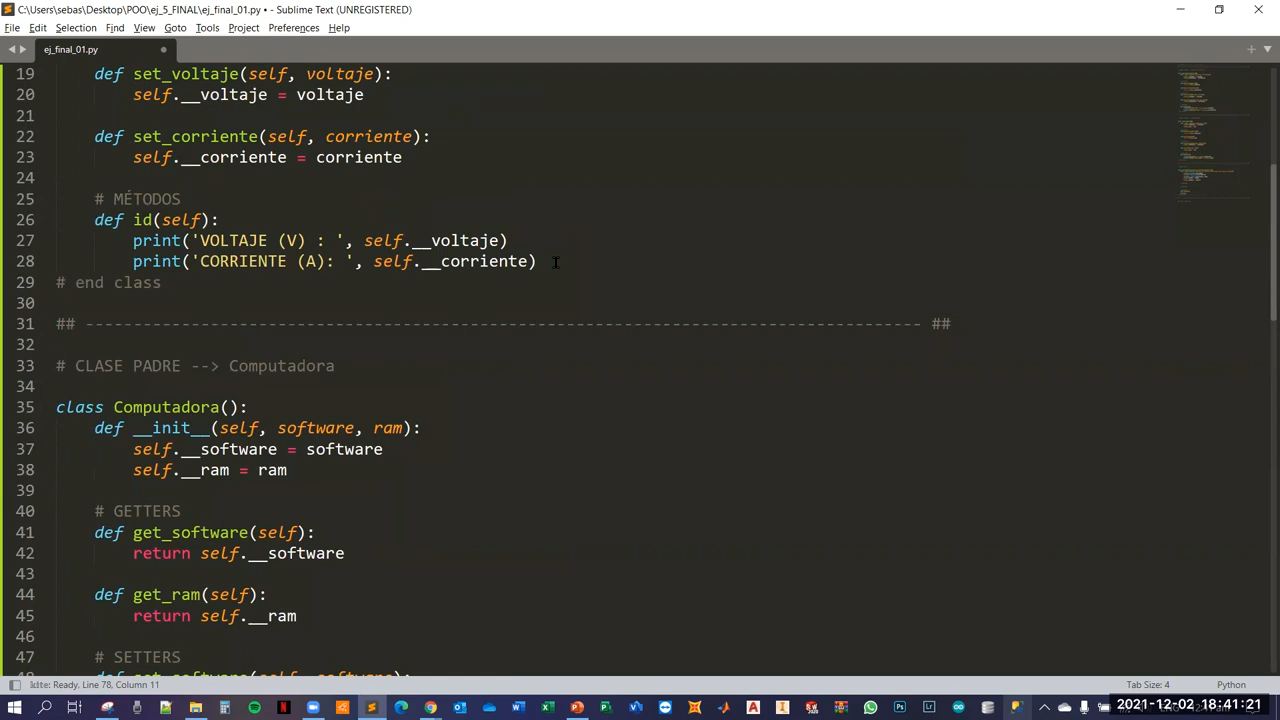 C:\Users\sebas\Desktop\POO\ej_5_FINAL\ej_final_01.py • - Sublime Text (UNREGISTERED)
File Edit Selection Find View Goto Tools Project Preferences Help
ej_final_01.py
19 def set_voltaje(self, voltaje):
20 self.__voltaje = voltaje
21
22 def set_corriente(self, corriente):
23 self.__corriente = corriente
24
25 # MÉTODOS
26 def id(self):
27 print('VOLTAJE (V) : ', self.__voltaje)
28 print('CORRIENTE (A): ', self.__corriente)
29 # end class
30
31 ## --------------------------------------------------------------------------------------- ##
32
33 # CLASE PADRE --> Computadora
34
35 class Computadora():
36 def __init__(self, software, ram):
37 self.__software = software
38 self.__ram = ram
39
40 # GETTERS
41 def get_software(self):
42 return self.__software
43
44 def get_ram(self):
45 return self.__ram
46
47 # SETTERS
48 def set_software(self, software):
Ready, Line 78, Column 11 Tab Size: 4 Python
2021-12-02 18:41:21